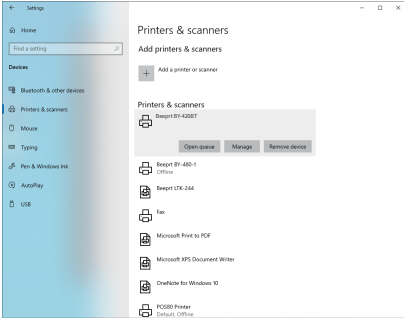 Settings
Home
Find a setting
Devices
Bluetooth & other devices
Printers & scanners
Mouse
Typing
Pen & Windows Ink
AutoPlay
USB
Printers & scanners
Add printers & scanners
Add a printer or scanner
Printers & scanners
Beeprt BY-426BT
Open queue Manage Remove device
Beeprt BY-480-1
Offline
Beeprt LTK-244
Fax
Microsoft Print to PDF
Microsoft XPS Document Writer
OneNote for Windows 10
POS80 Printer
Default, Offline